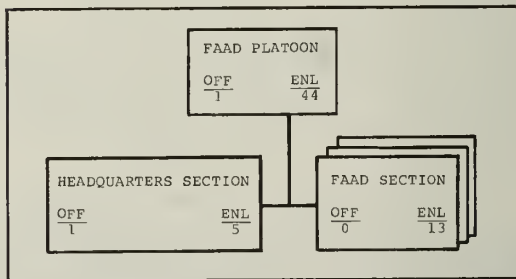 FAAD PLATOON
OFF ENL
1 44
HEADQUARTERS SECTION
OFF ENL
1 5
FAAD SECTION
OFF ENL
0 13